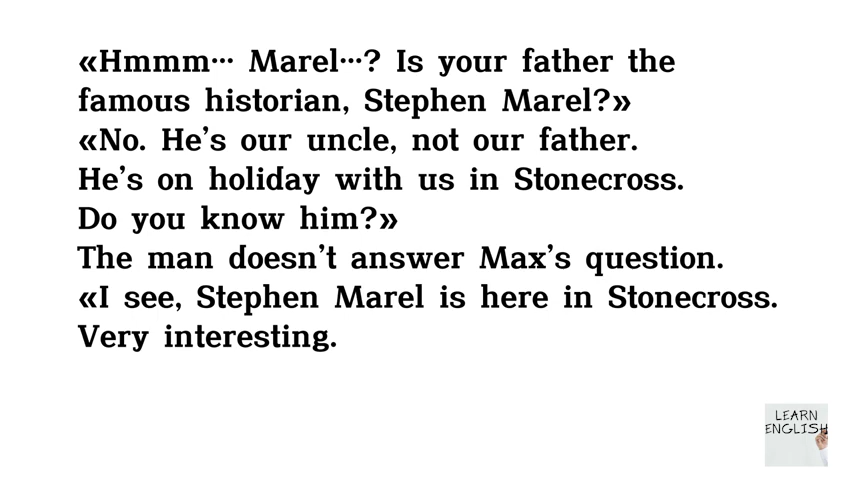 «Hmmm··· Marel···? Is your father the
famous historian, Stephen Marel?»
«No. He’s our uncle, not our father.
He’s on holiday with us in Stonecross.
Do you know him?»
The man doesn’t answer Max’s question.
«I see, Stephen Marel is here in Stonecross.
Very interesting.
LEARN
ENGLISH